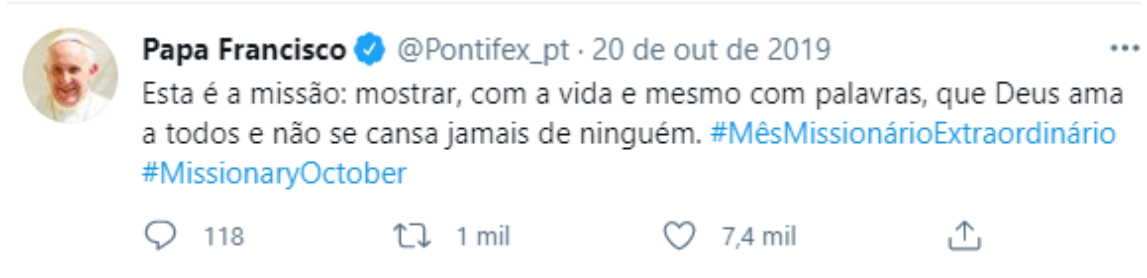 Papa Francisco @Pontifex_pt · 20 de out de 2019
Esta é a missão: mostrar, com a vida e mesmo com palavras, que Deus ama
a todos e não se cansa jamais de ninguém. #MêsMissionárioExtraordinário
#MissionaryOctober
118 1 mil 7,4 mil